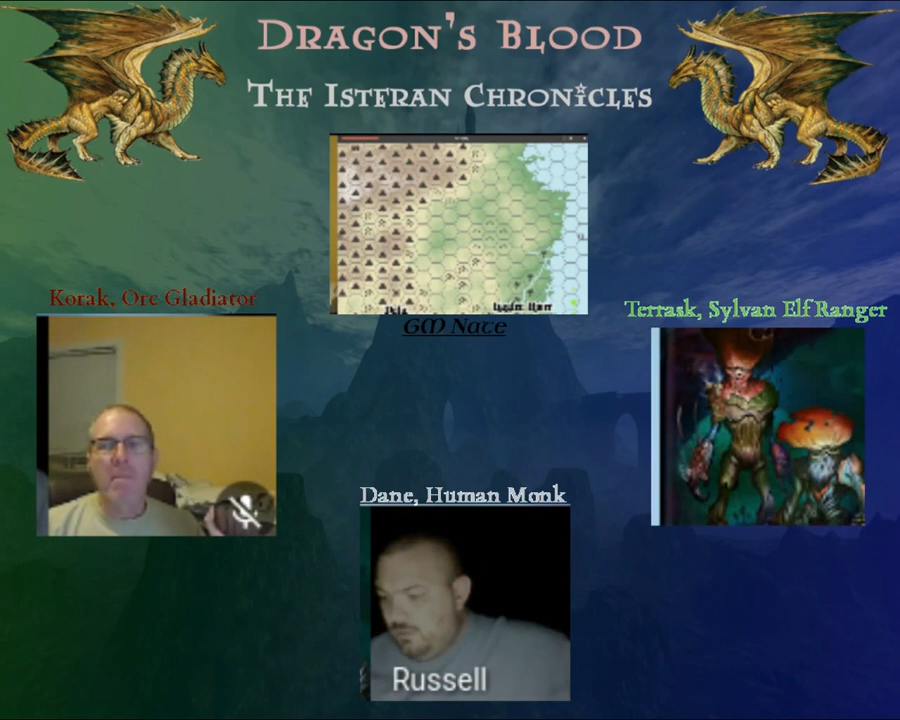 Dragon's Blood
The Isteran Chronicles
GM Nate
Korak, Orc Gladiator
Terrask, Sylvan Elf Ranger
Dane, Human Monk
Russell